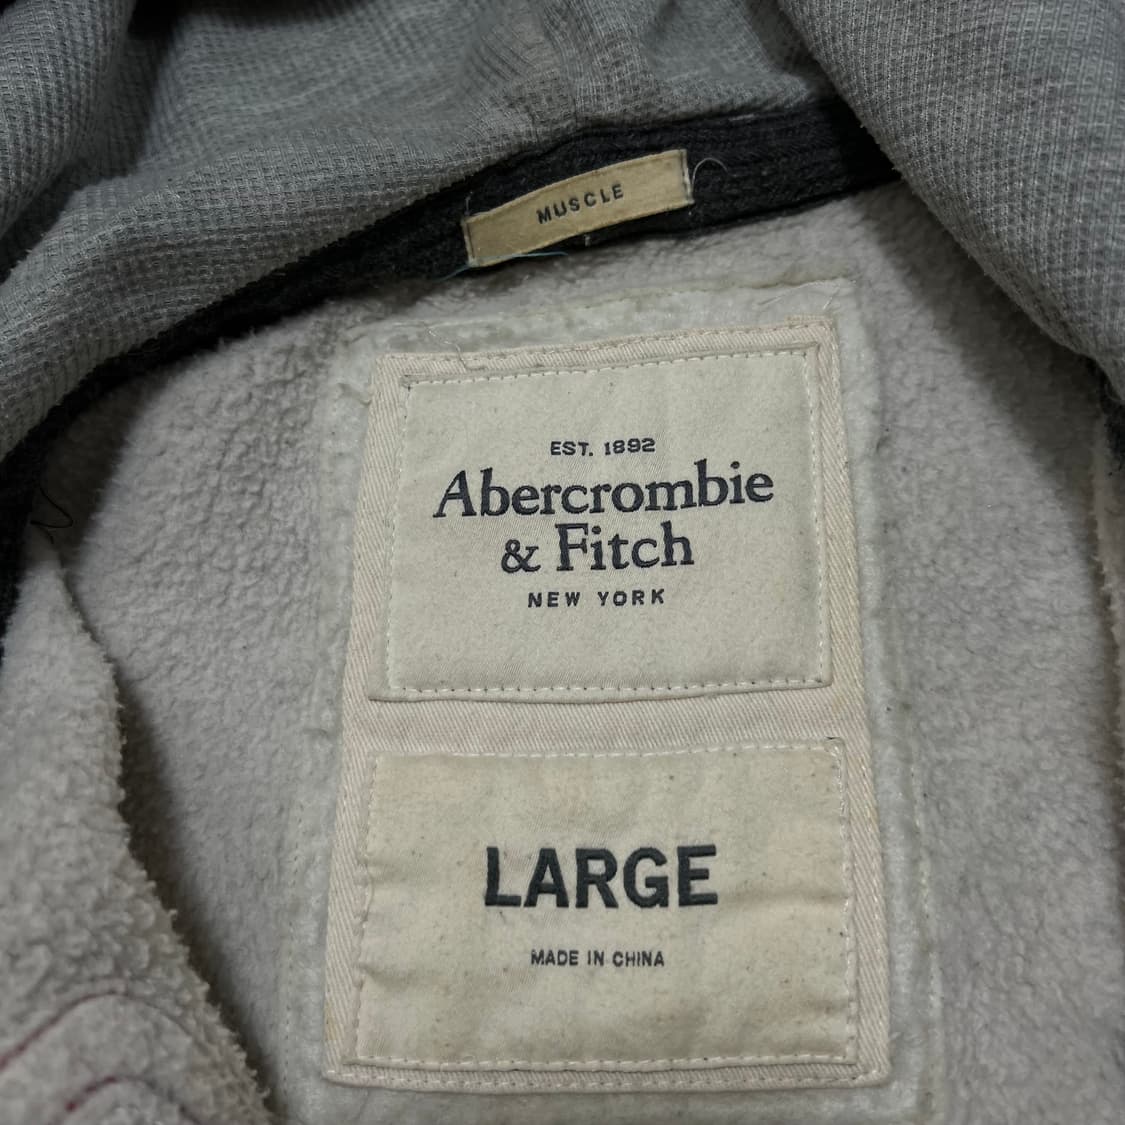 MUSCLE
EST. 1892
Abercrombie
& Fitch
NEW YORK
LARGE
MADE IN CHINA